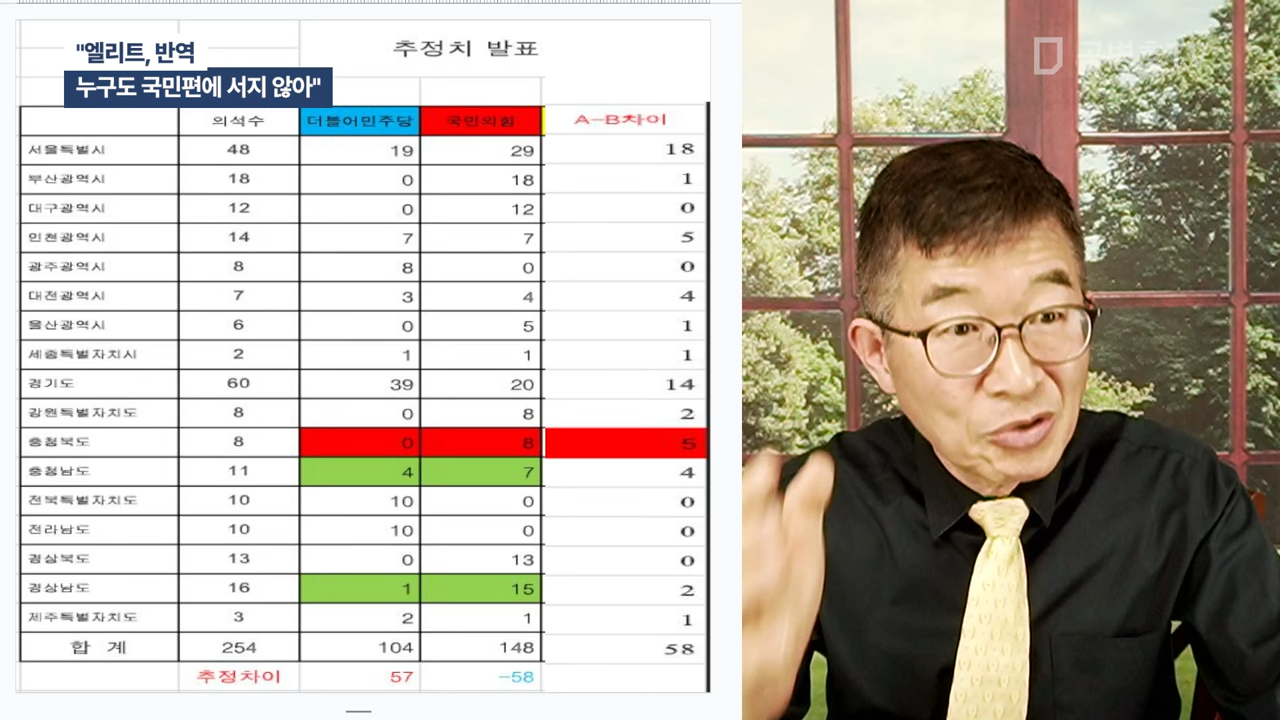 "엘리트, 반역
누구도 국민편에 서지 않아"
추정치 발표
의석수 더불어민주당 국민의힘 A-B차이
서울특별시 48 19 29 18
부산광역시 18 0 18 1
대구광역시 12 0 12 0
인천광역시 14 7 7 5
광주광역시 8 8 0 0
대전광역시 7 3 4 4
울산광역시 6 0 5 1
세종특별자치시 2 1 1 1
경기도 60 39 20 14
강원특별자치도 8 0 8 2
충청북도 8 0 8 5
충청남도 11 4 7 4
전북특별자치도 10 10 0 0
전라남도 10 10 0 0
경상북도 13 0 13 0
경상남도 16 1 15 2
제주특별자치도 3 2 1 1
합 계 254 104 148 58
추정차이 57 -58